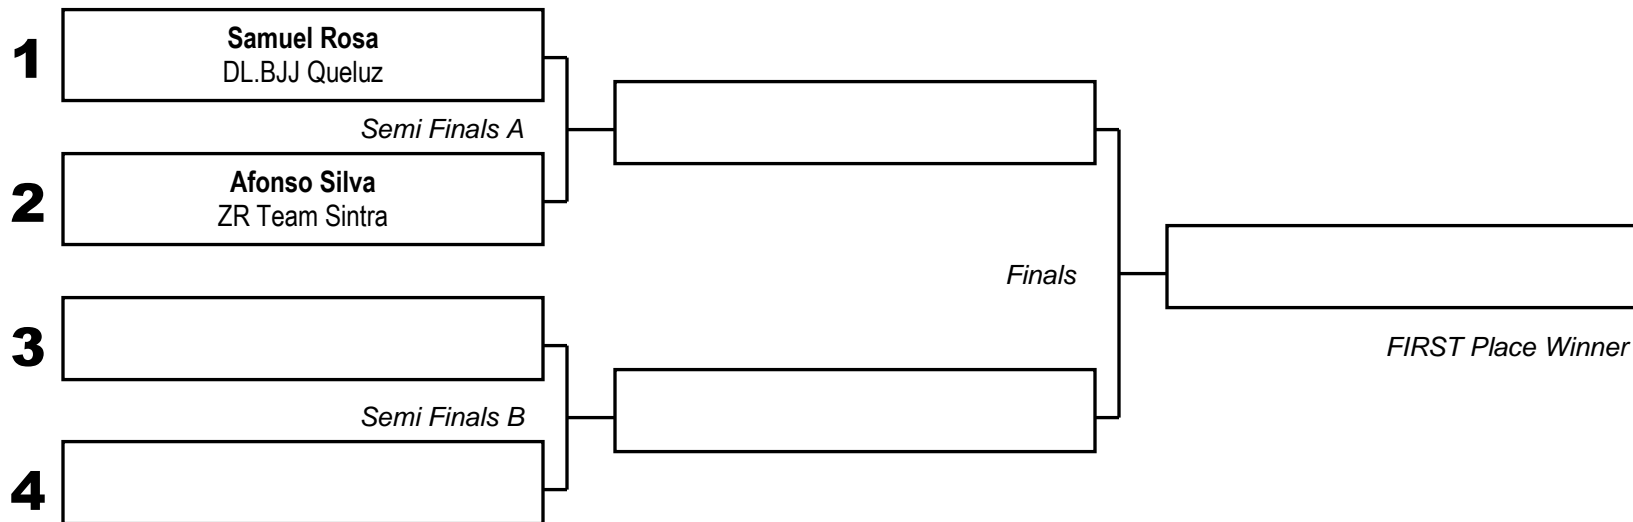 1
Samuel Rosa
DL.BJJ Queluz
Semi Finals A
2
Afonso Silva
ZR Team Sintra
Finals
3
FIRST Place Winner
Semi Finals B
4